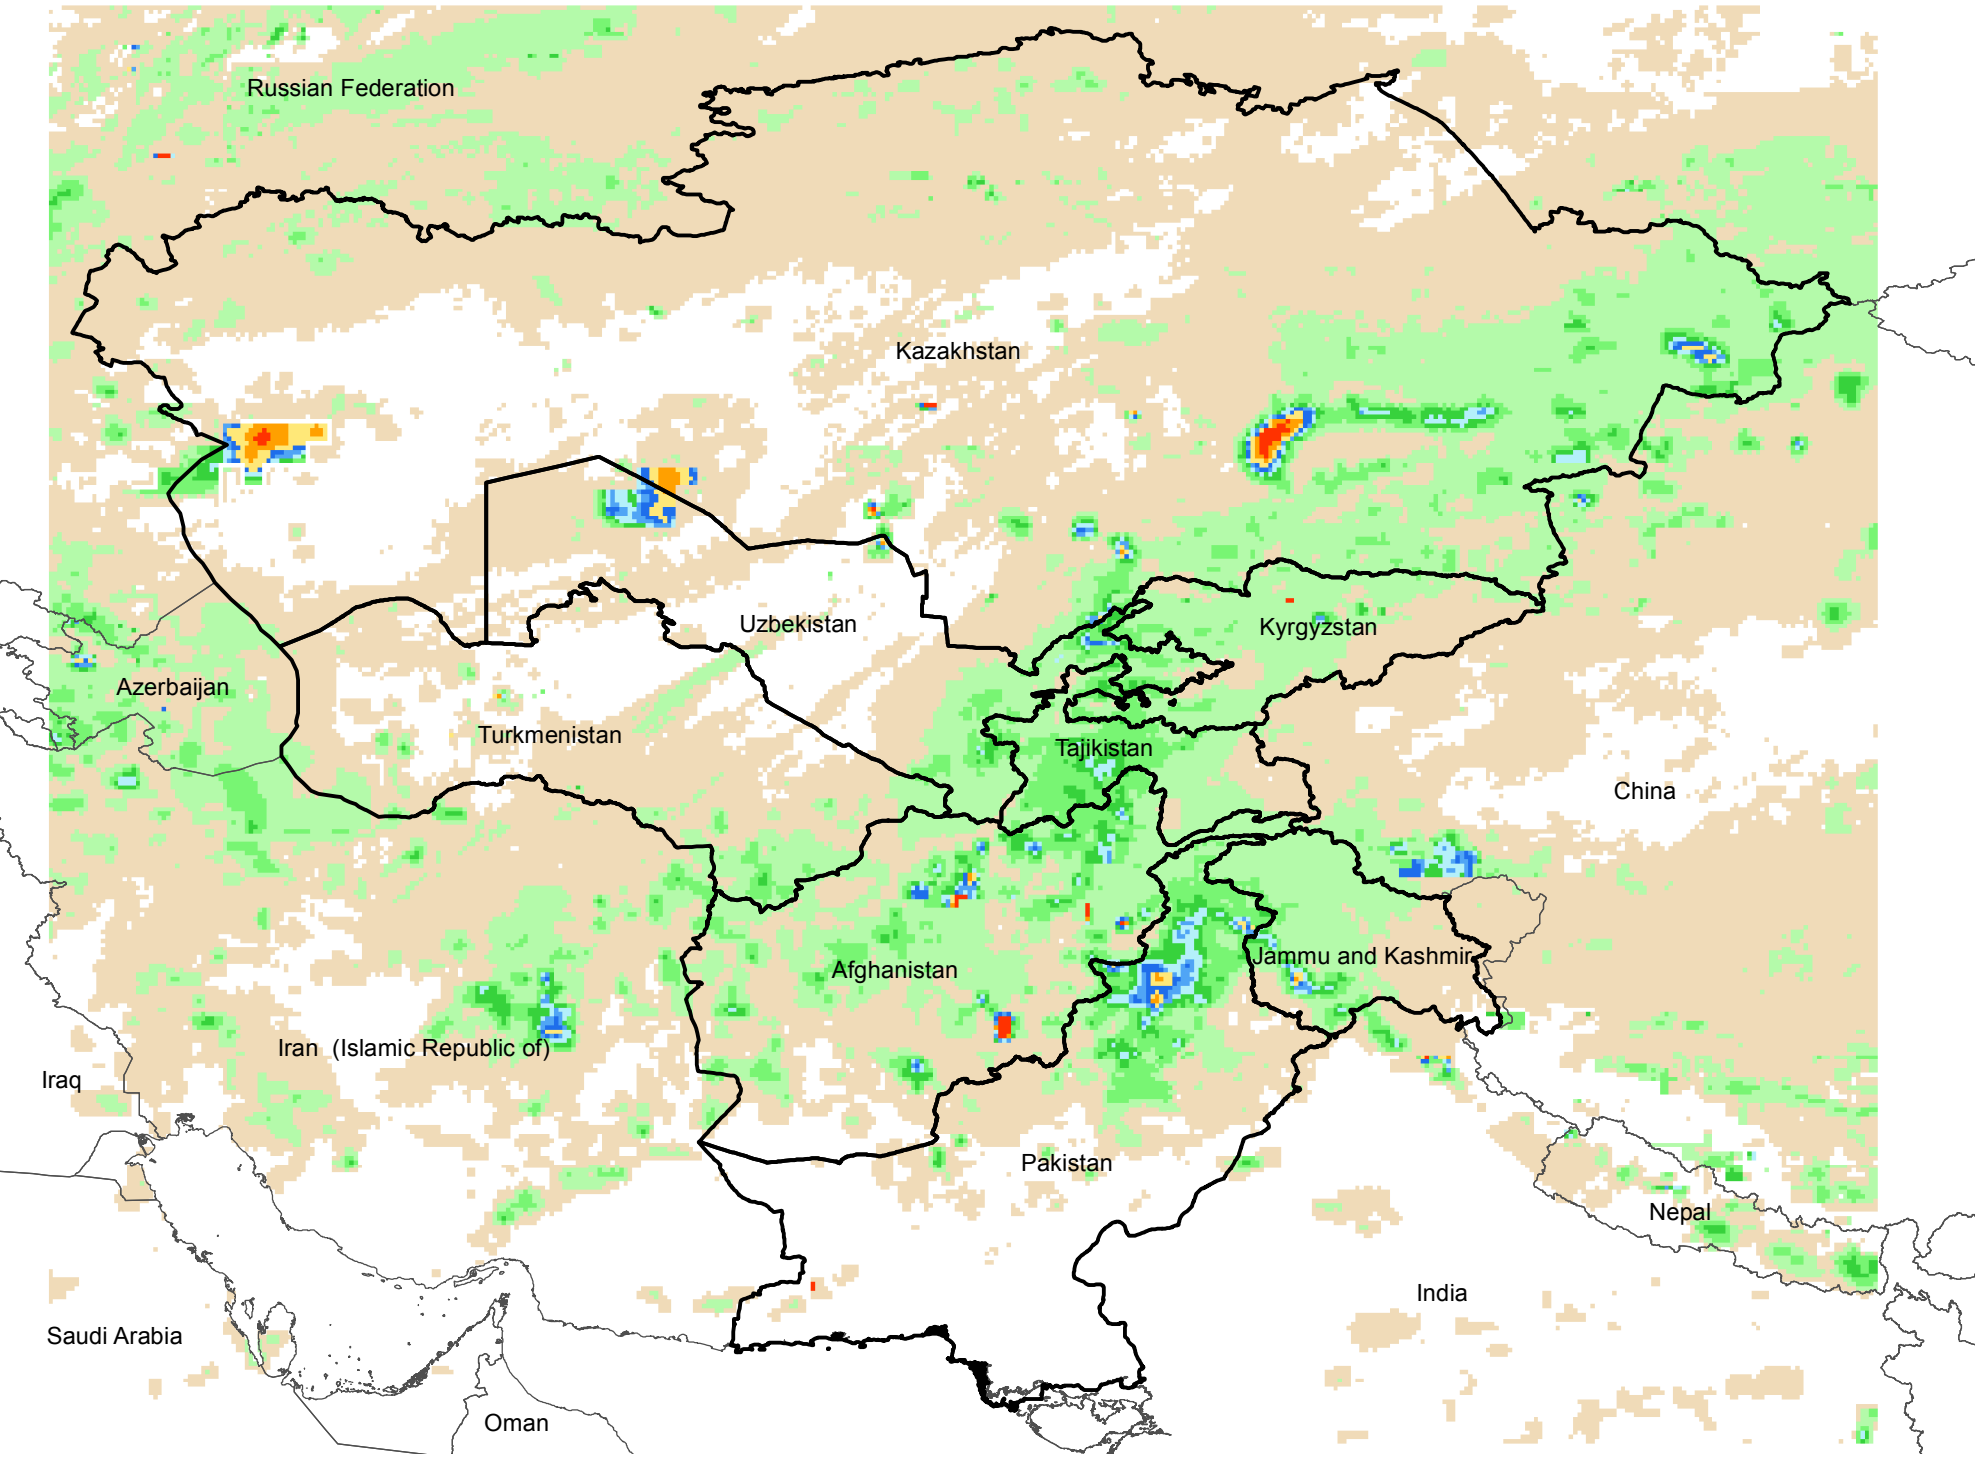 Russian Federation
Kazakhstan
Uzbekistan
Kyrgyzstan
Azerbaijan
Turkmenistan
Tajikistan
China
Jammu and Kashmir
Afghanistan
Iran (Islamic Republic of)
Iraq
Pakistan
Nepal
India
Saudi Arabia
Oman